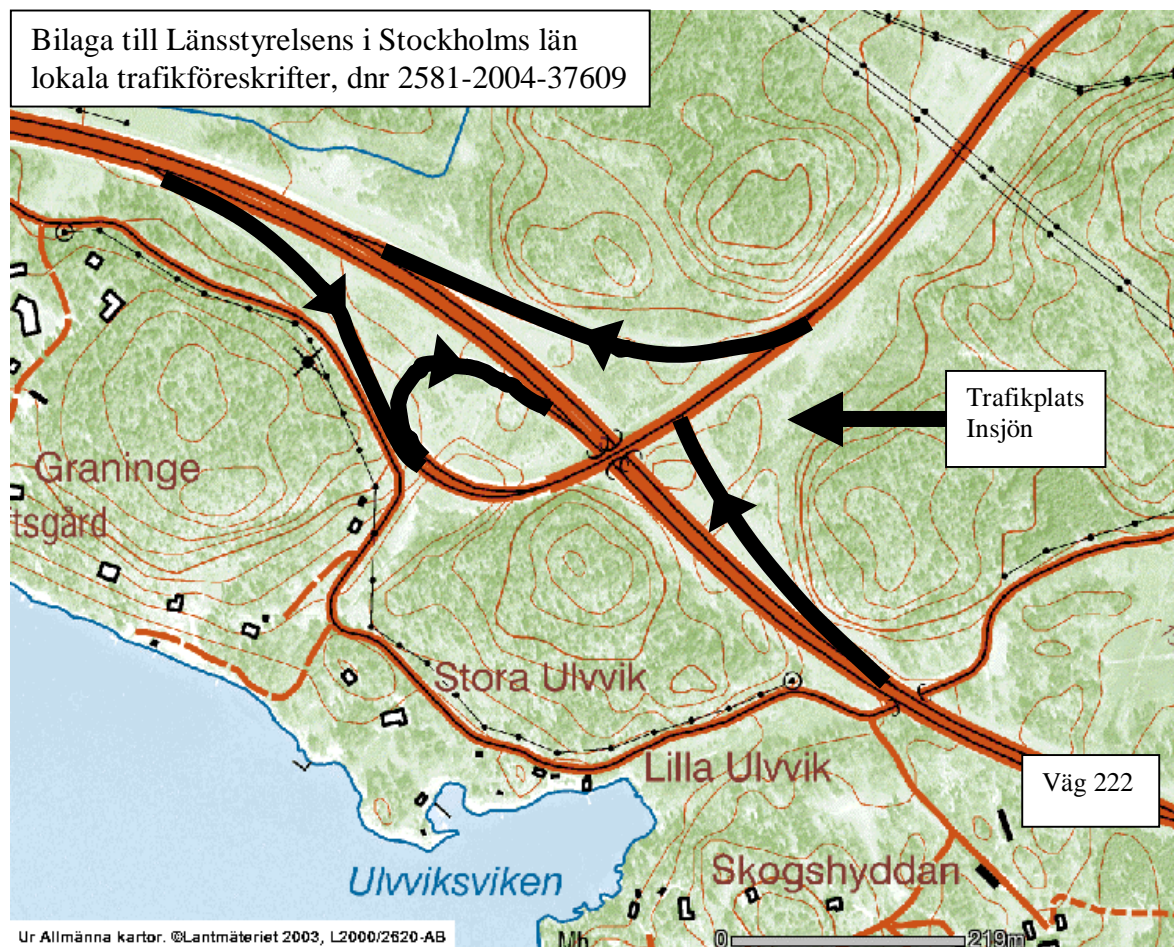 Bilaga till Länsstyrelsens i Stockholms län
lokala trafikföreskrifter, dnr 2581-2004-37609
Trafikplats
Insjön
Graninge
tsgård
Stora Ulvvik
Lilla Ulvvik
Väg 222
Ulvviksviken
Skogshyddan
Ur Allmänna kartor. ©Lantmäteriet 2003, L2000/2620-AB
Mb
0
219m